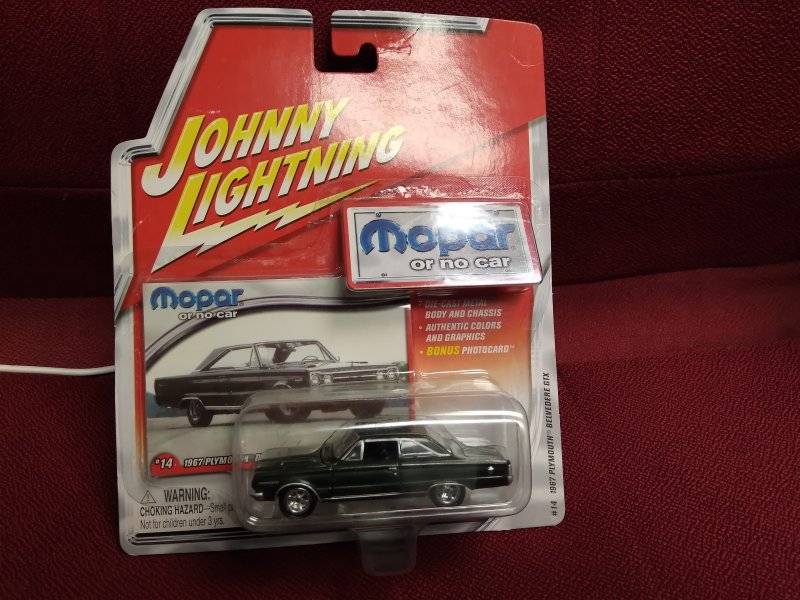 JOHNNY
LIGHTNING
Mopar
or no car
Mopar
or no car
DIE-CAST METAL
BODY AND CHASSIS
• AUTHENTIC COLORS
AND GRAPHICS
• BONUS PHOTOCARD™
#14 1967 PLYMOUTH
WARNING:
CHOKING HAZARD—Small
Not for children under 3 yrs.
#14 1967 PLYMOUTH® BELVEDERE GTX